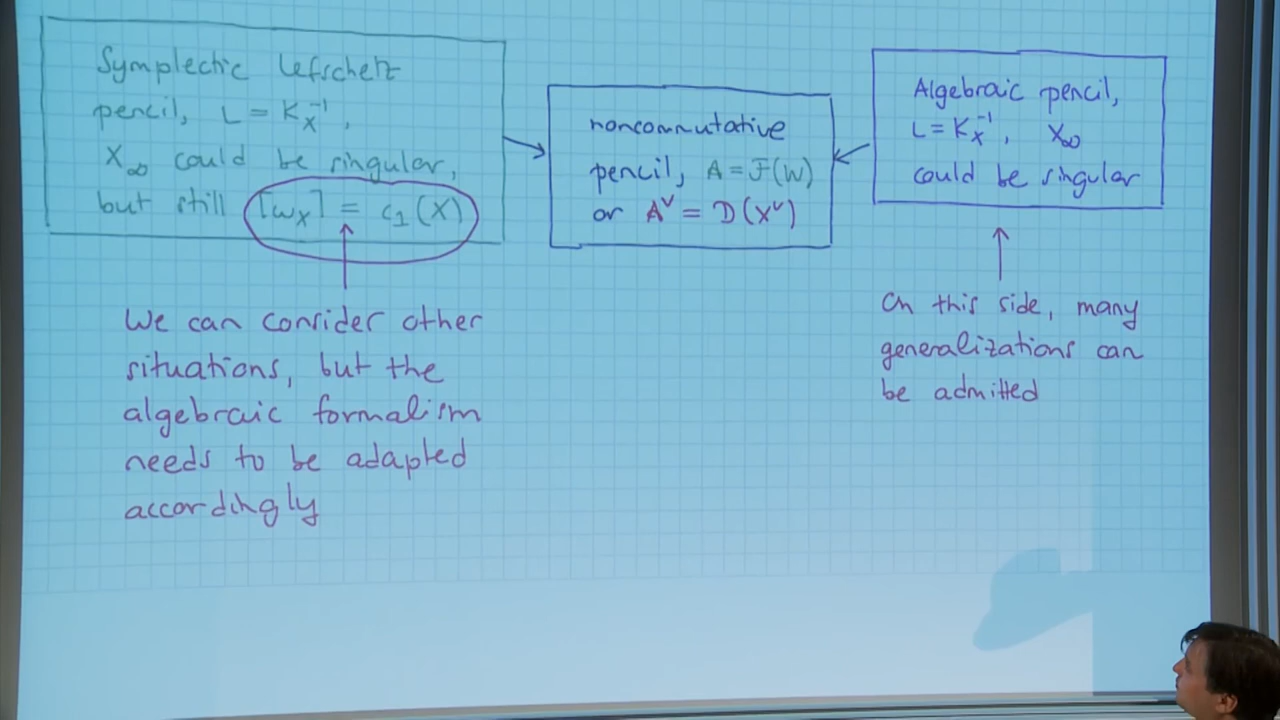 Symplectic Lefschetz
pencil, L = K_X^{-1},
X_∞ could be singular,
but still [ω_X] = c_1(X)
noncommutative
pencil, A = F(W)
or A^∨ = D(X^∨)
Algebraic pencil,
L = K_X^{-1}, X_∞
could be singular
We can consider other
situations, but the
algebraic formalism
needs to be adapted
accordingly
On this side, many
generalizations can
be admitted